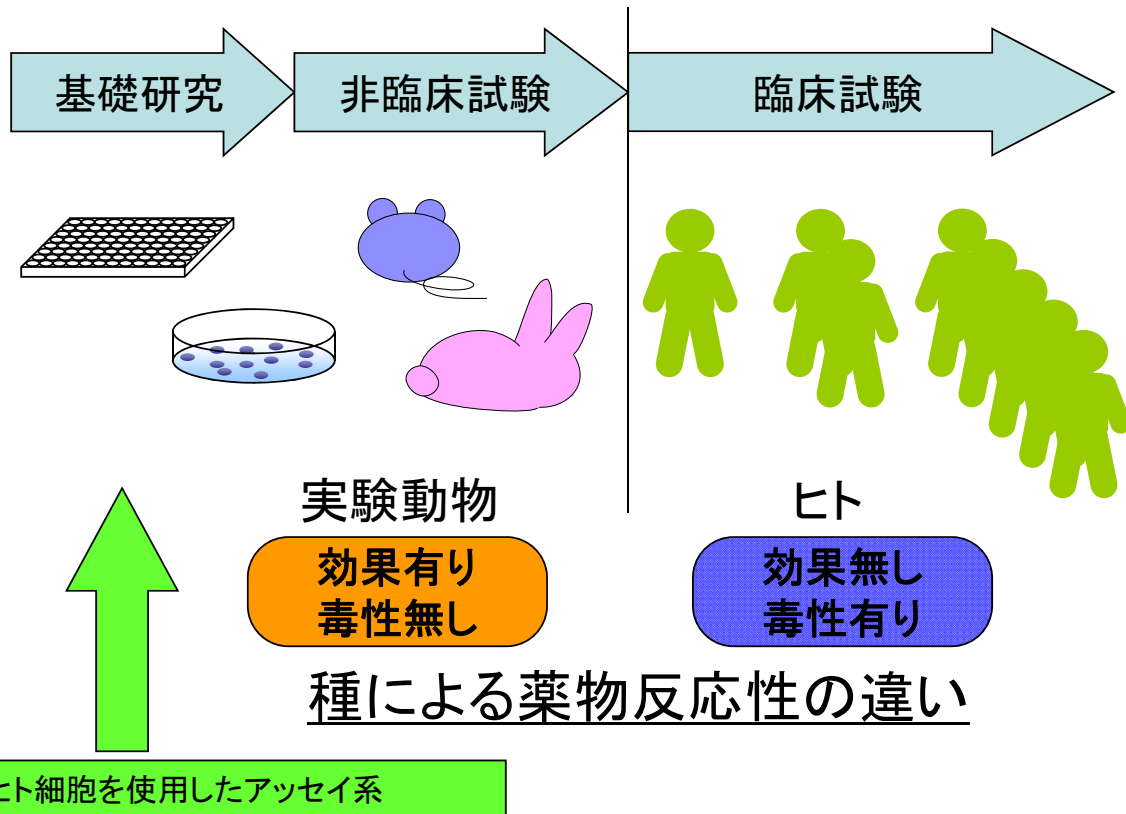 基礎研究
非臨床試験
臨床試験
実験動物
ヒト
効果有り
毒性無し
効果無し
毒性有り
種による薬物反応性の違い
ヒト細胞を使用したアッセイ系